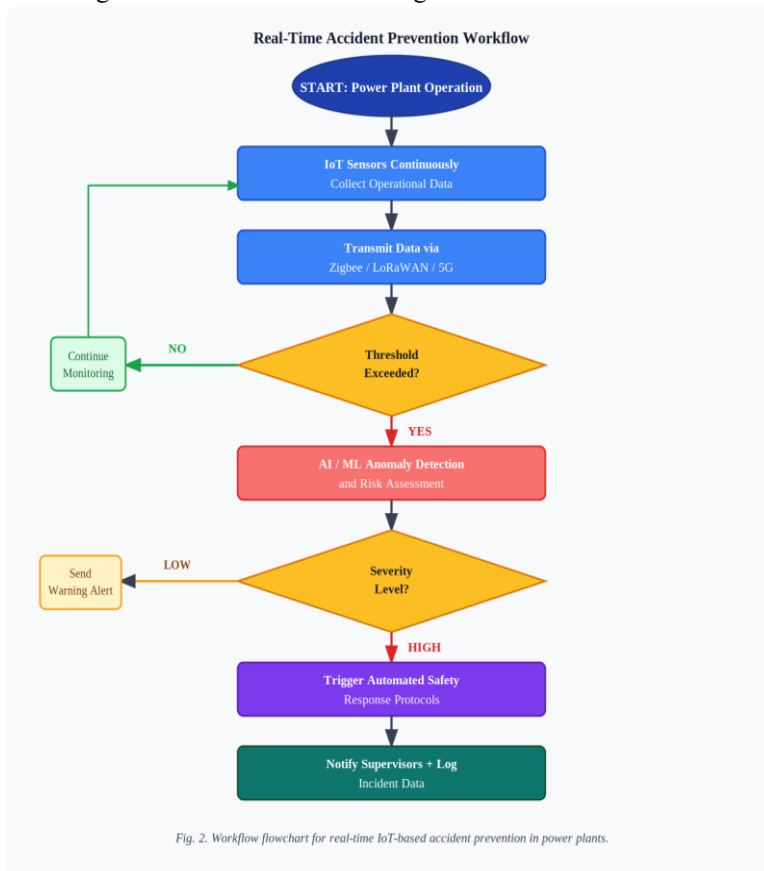 Real-Time Accident Prevention Workflow
START: Power Plant Operation
IoT Sensors Continuously
Collect Operational Data
Transmit Data via
Zigbee / LoRaWAN / 5G
Threshold
Exceeded?
NO
Continue
Monitoring
YES
AI / ML Anomaly Detection
and Risk Assessment
Severity
Level?
LOW
Send
Warning Alert
HIGH
Trigger Automated Safety
Response Protocols
Notify Supervisors + Log
Incident Data
Fig. 2. Workflow flowchart for real-time IoT-based accident prevention in power plants.